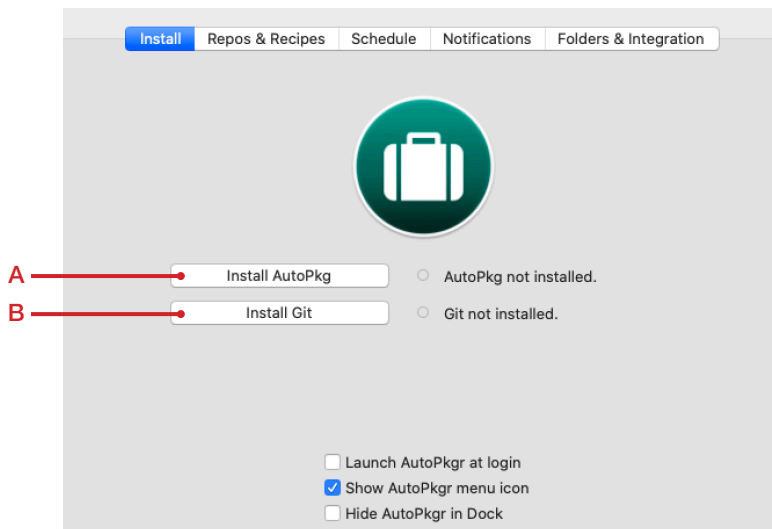 Install Repos & Recipes Schedule Notifications Folders & Integration
A Install AutoPkg AutoPkg not installed.
B Install Git Git not installed.
Launch AutoPkgr at login
Show AutoPkgr menu icon
Hide AutoPkgr in Dock